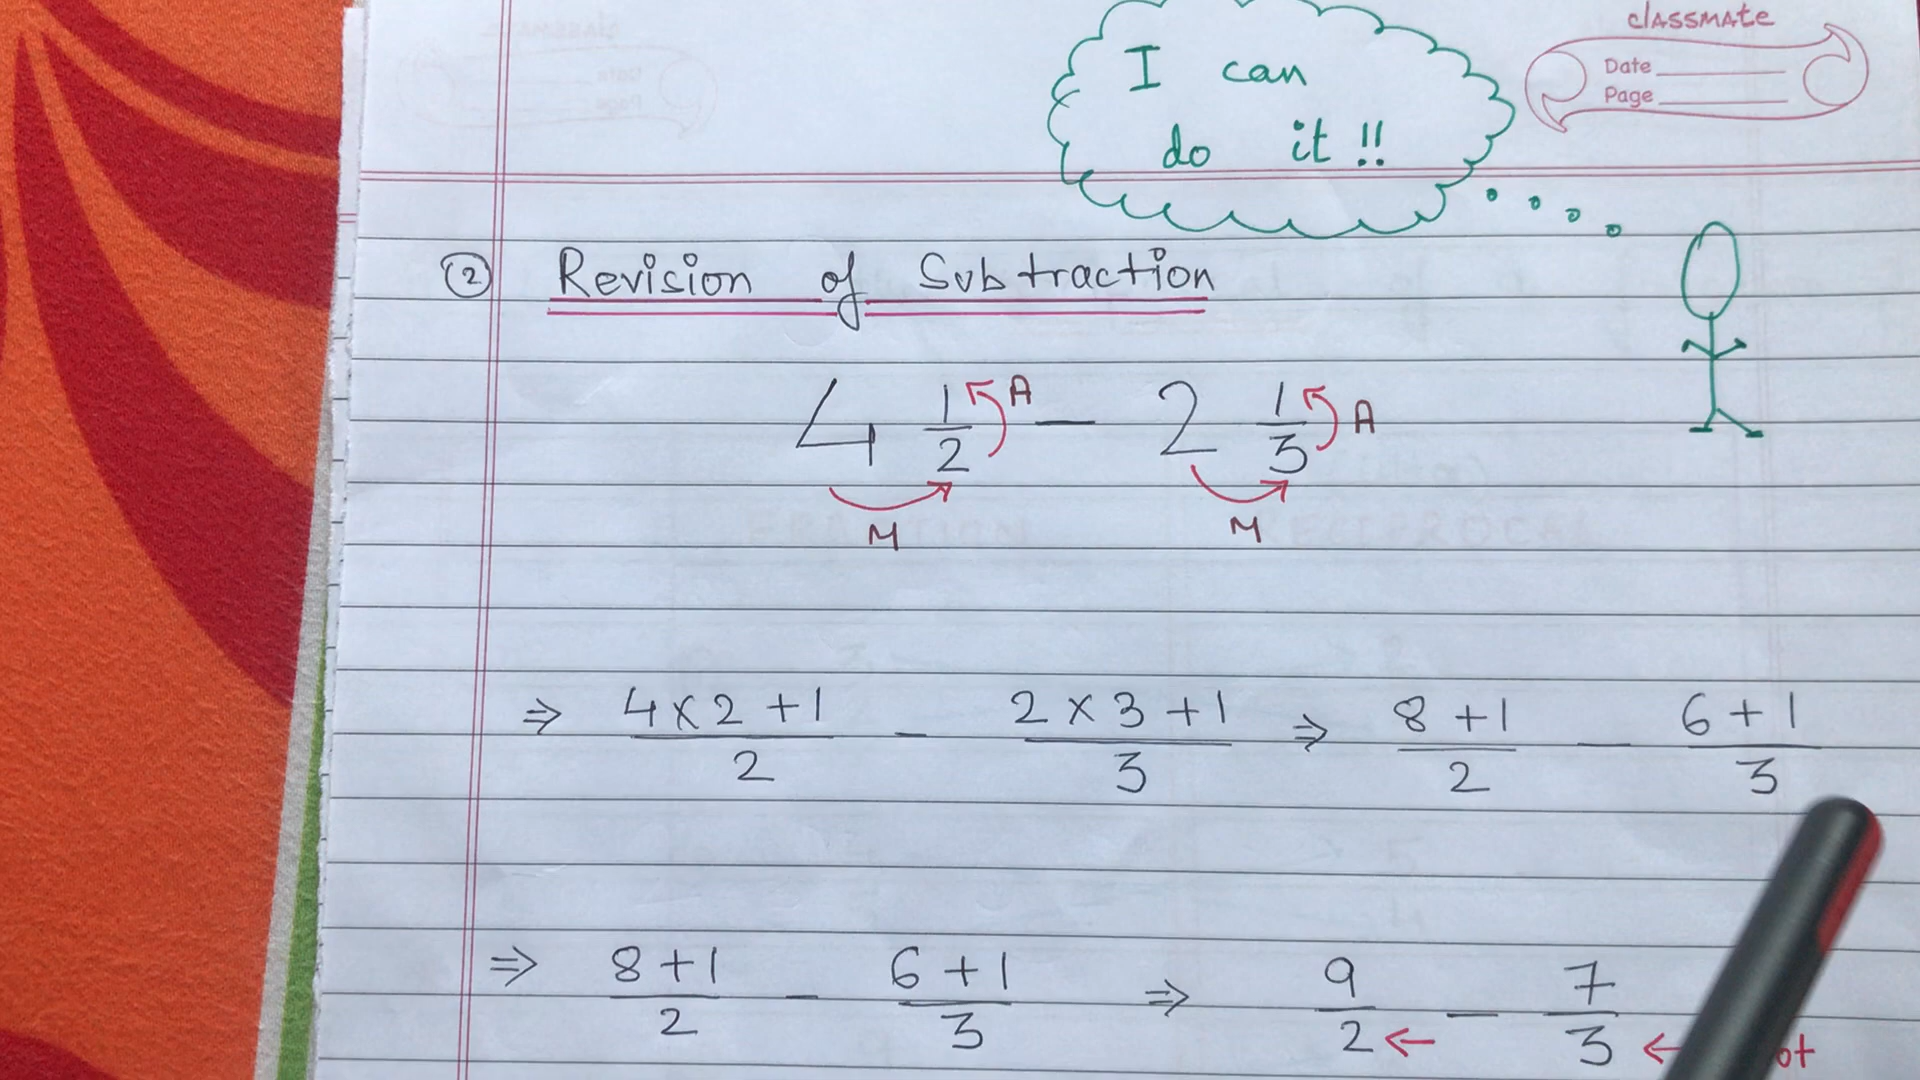 classmate
Date
Page
I can
do it !!
② Revision of Subtraction
4 1/2 A — 2 1/3 A
M M
⇒ 4×2+1/2 - 2×3+1/3 ⇒ 8+1/2 - 6+1/3
⇒ 8+1/2 - 6+1/3 ⇒ 9/2 ← - 7/3 ←